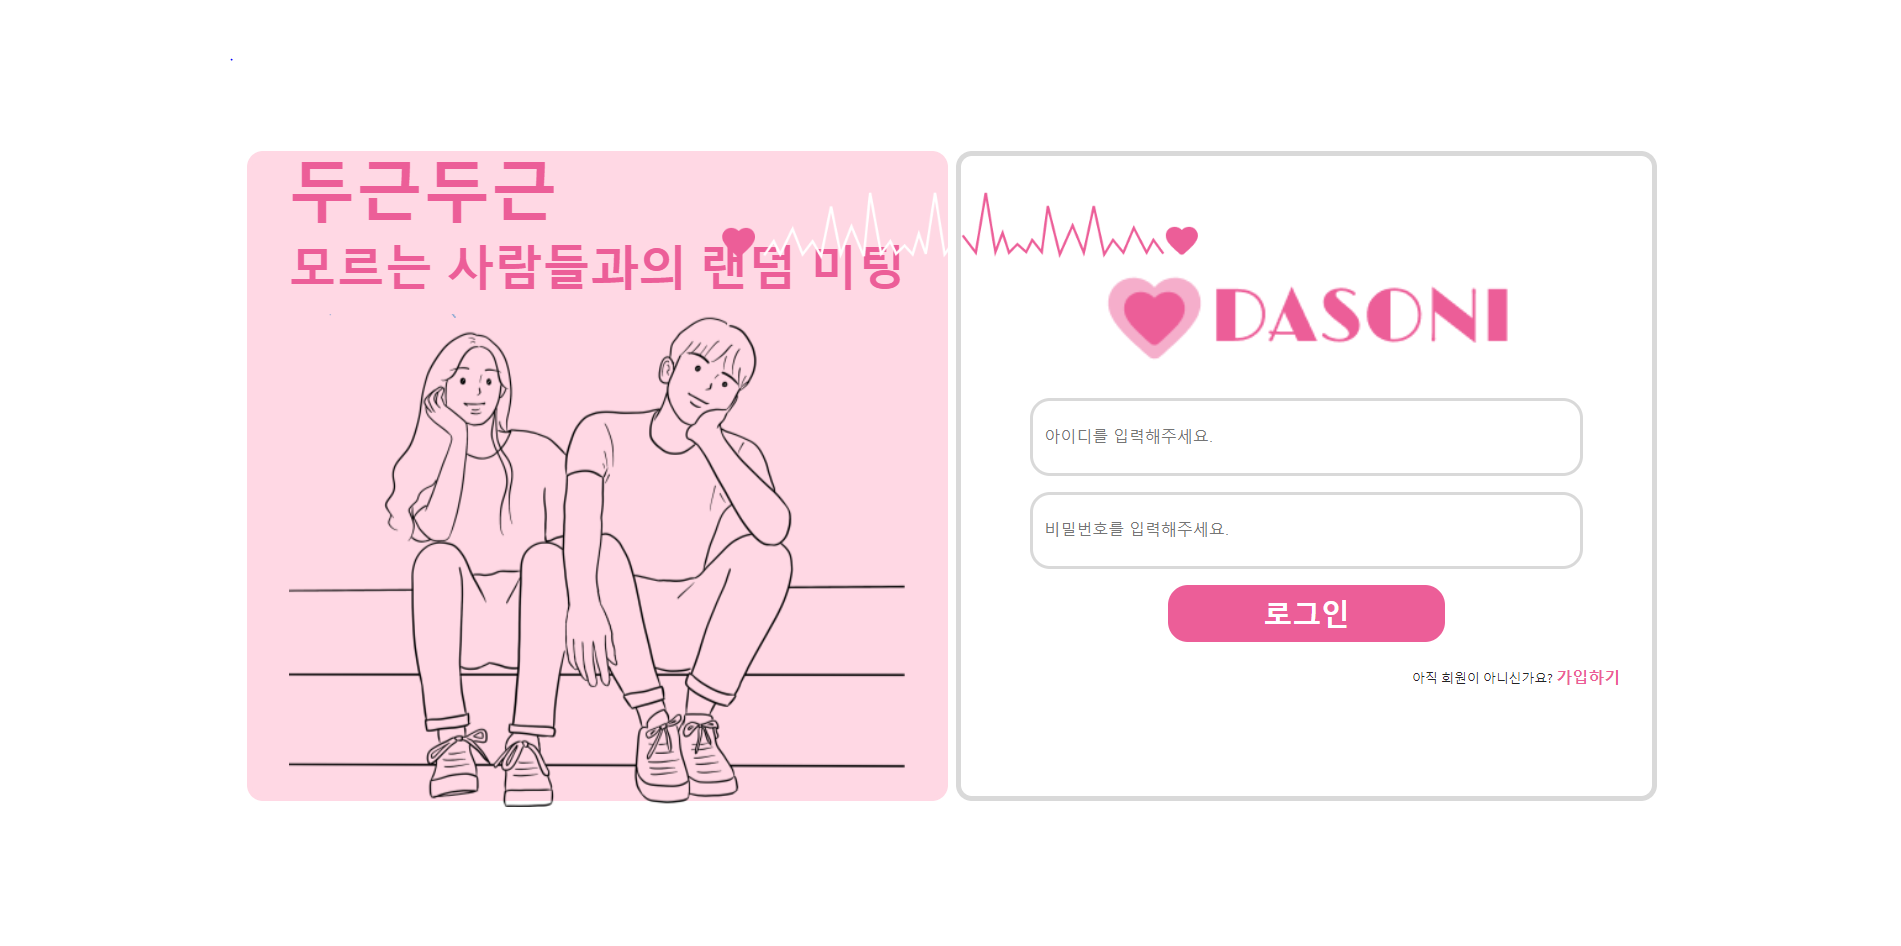 두근두근
모르는 사람들과의 랜덤 미팅
DASONI
아이디를 입력해주세요.
비밀번호를 입력해주세요.
로그인
아직 회원이 아니신가요? 가입하기